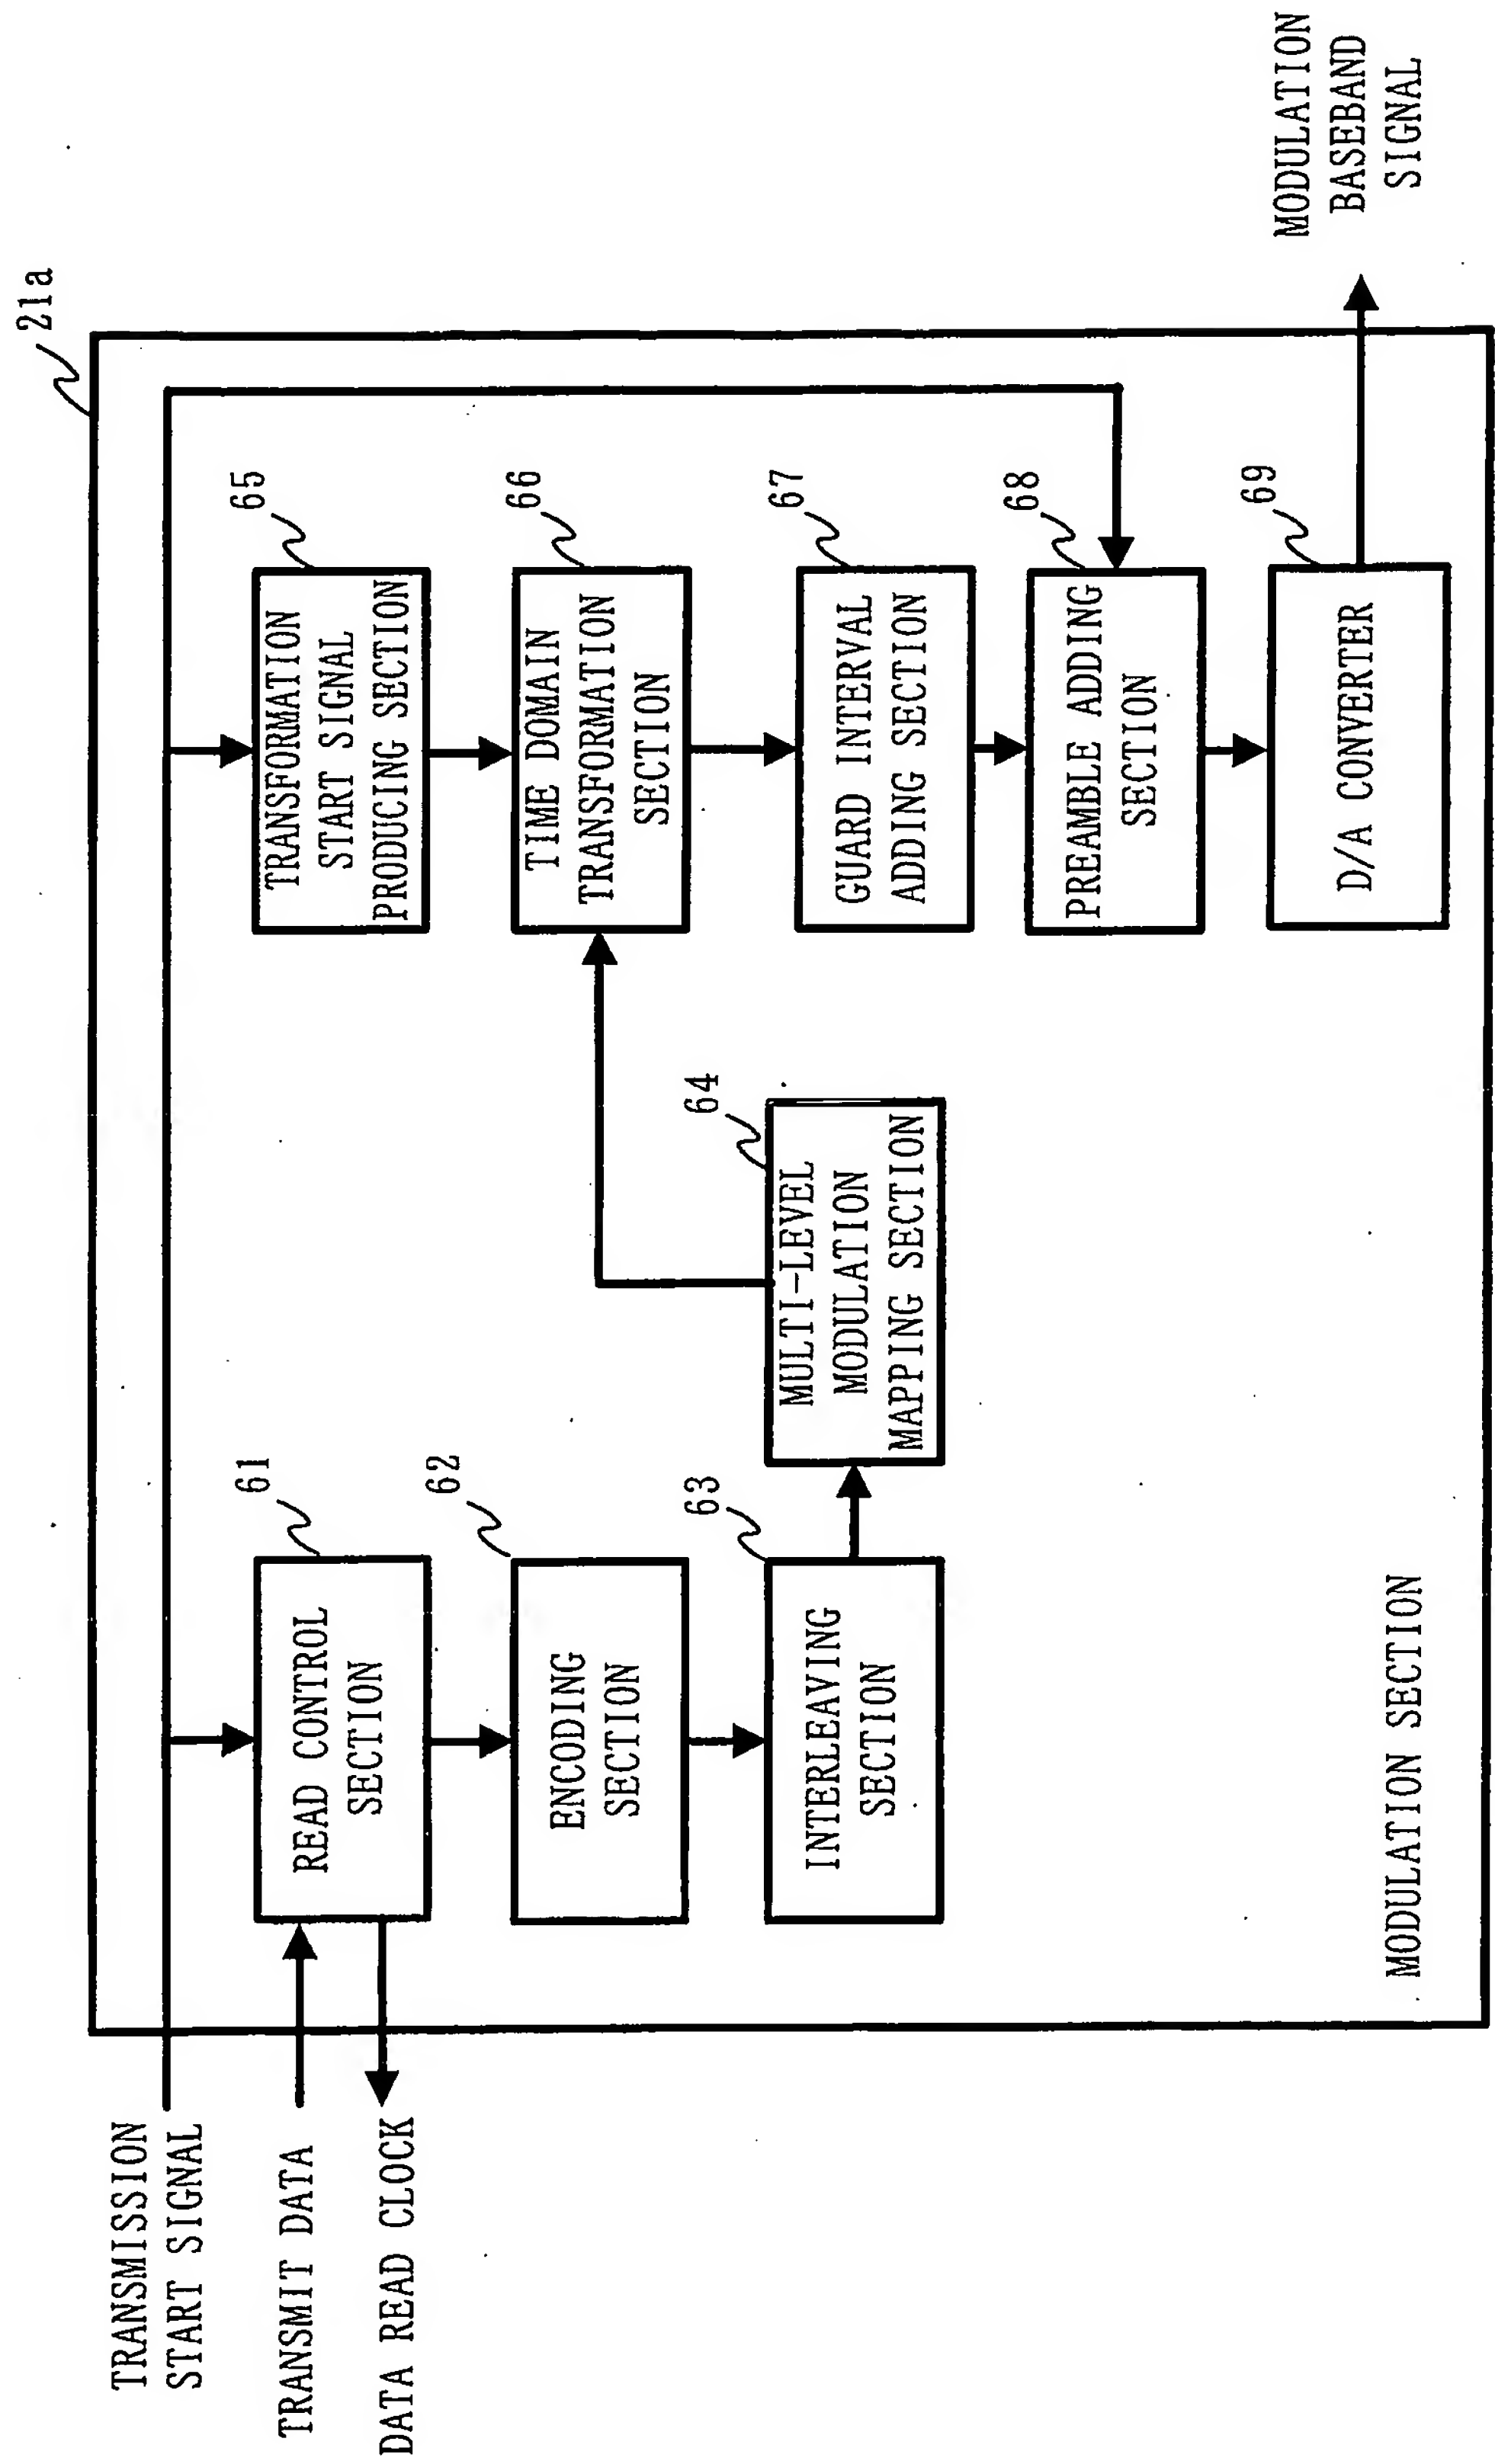 21a
TRANSMISSION
START SIGNAL
TRANSMIT DATA
DATA READ CLOCK
61
READ CONTROL
SECTION
62
ENCODING
SECTION
63
INTERLEAVING
SECTION
64
MULTI-LEVEL
MODULATION
MAPPING SECTION
65
TRANSFORMATION
START SIGNAL
PRODUCING SECTION
66
TIME DOMAIN
TRANSFORMATION
SECTION
67
GUARD INTERVAL
ADDING SECTION
68
PREAMBLE ADDING
SECTION
69
D/A CONVERTER
MODULATION
BASEBAND
SIGNAL
MODULATION SECTION